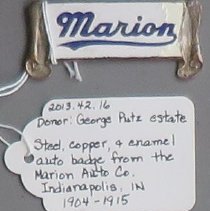 Marion
2013.42.16
Donor: George Putz estate
Steel, copper, & enamel
auto badge from the
Marion Auto Co.
Indianapolis, IN
1904-1915